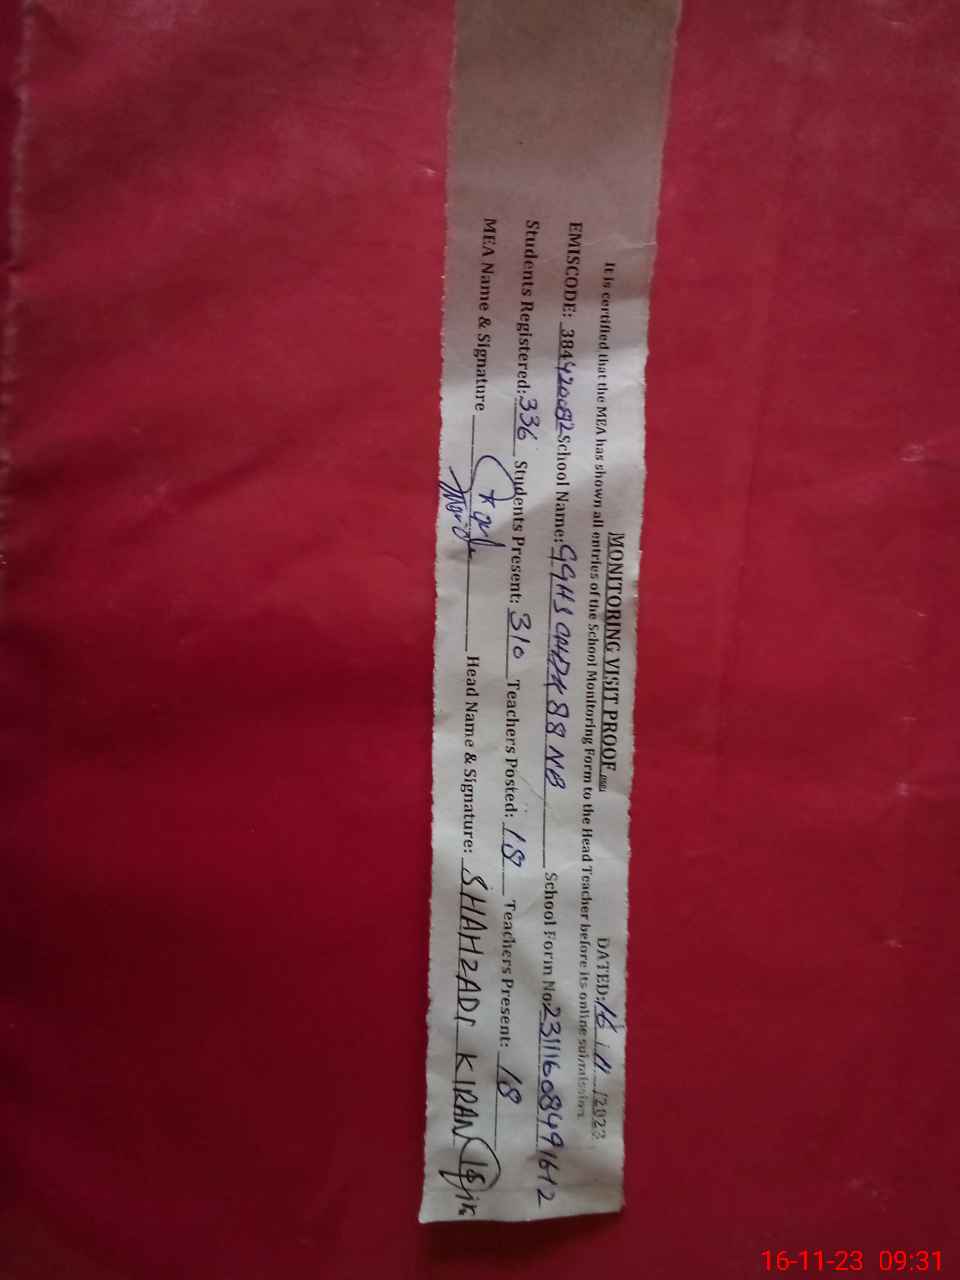 MONITORING VISIT PROOF DATED: 16/11/2023
It is certified that the MEA has shown all entries of the School Monitoring Form to the Head Teacher before its online submission.
EMISCODE: 384420082 School Name: GGHS 88 NB School Form No: 23111608491612
Students Registered: 336 Students Present: 310 Teachers Posted: 18 Teachers Present: 18
MEA Name & Signature Head Name & Signature: SHAHZADI KIRAN
16-11-23 09:31